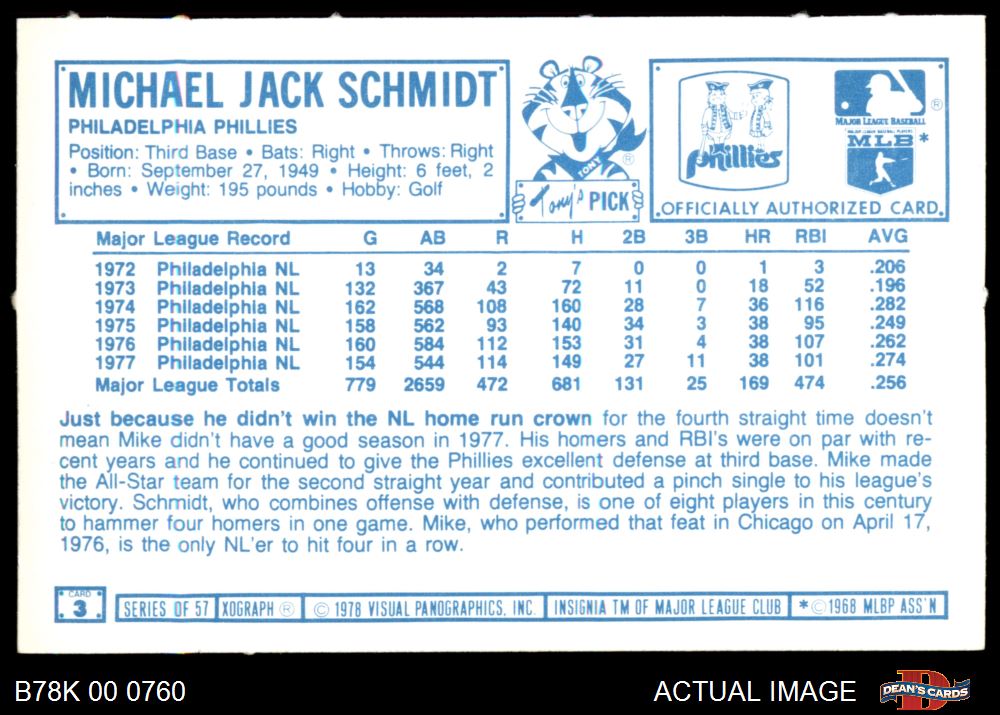 MICHAEL JACK SCHMIDT
PHILADELPHIA PHILLIES
Position: Third Base • Bats: Right • Throws: Right
• Born: September 27, 1949 • Height: 6 feet, 2
inches • Weight: 195 pounds • Hobby: Golf
TONY
®
Tony's PICK
Phillies
®
MAJOR LEAGUE BASEBALL
MAJOR LEAGUE BASEBALL PLAYERS
MLB *
OFFICIALLY AUTHORIZED CARD
Major League Record G AB R H 2B 3B HR RBI AVG
1972 Philadelphia NL 13 34 2 7 0 0 1 3 .206
1973 Philadelphia NL 132 367 43 72 11 0 18 52 .196
1974 Philadelphia NL 162 568 108 160 28 7 36 116 .282
1975 Philadelphia NL 158 562 93 140 34 3 38 95 .249
1976 Philadelphia NL 160 584 112 153 31 4 38 107 .262
1977 Philadelphia NL 154 544 114 149 27 11 38 101 .274
Major League Totals 779 2659 472 681 131 25 169 474 .256
Just because he didn't win the NL home run crown for the fourth straight time doesn't
mean Mike didn't have a good season in 1977. His homers and RBI's were on par with re-
cent years and he continued to give the Phillies excellent defense at third base. Mike made
the All-Star team for the second straight year and contributed a pinch single to his league's
victory. Schmidt, who combines offense with defense, is one of eight players in this century
to hammer four homers in one game. Mike, who performed that feat in Chicago on April 17,
1976, is the only NL'er to hit four in a row.
CARD
3
SERIES OF 57 XOGRAPH ® © 1978 VISUAL PANOGRAPHICS, INC. INSIGNIA TM OF MAJOR LEAGUE CLUB * © 1968 MLBP ASS'N
B78K 00 0760
ACTUAL IMAGE
D
DEAN'S CARDS